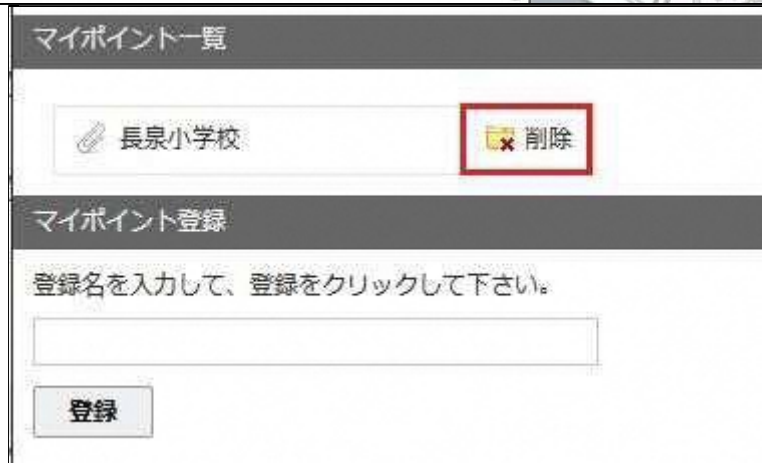 マイポイント一覧
長泉小学校 削除
マイポイント登録
登録名を入力して、登録をクリックして下さい。
登録